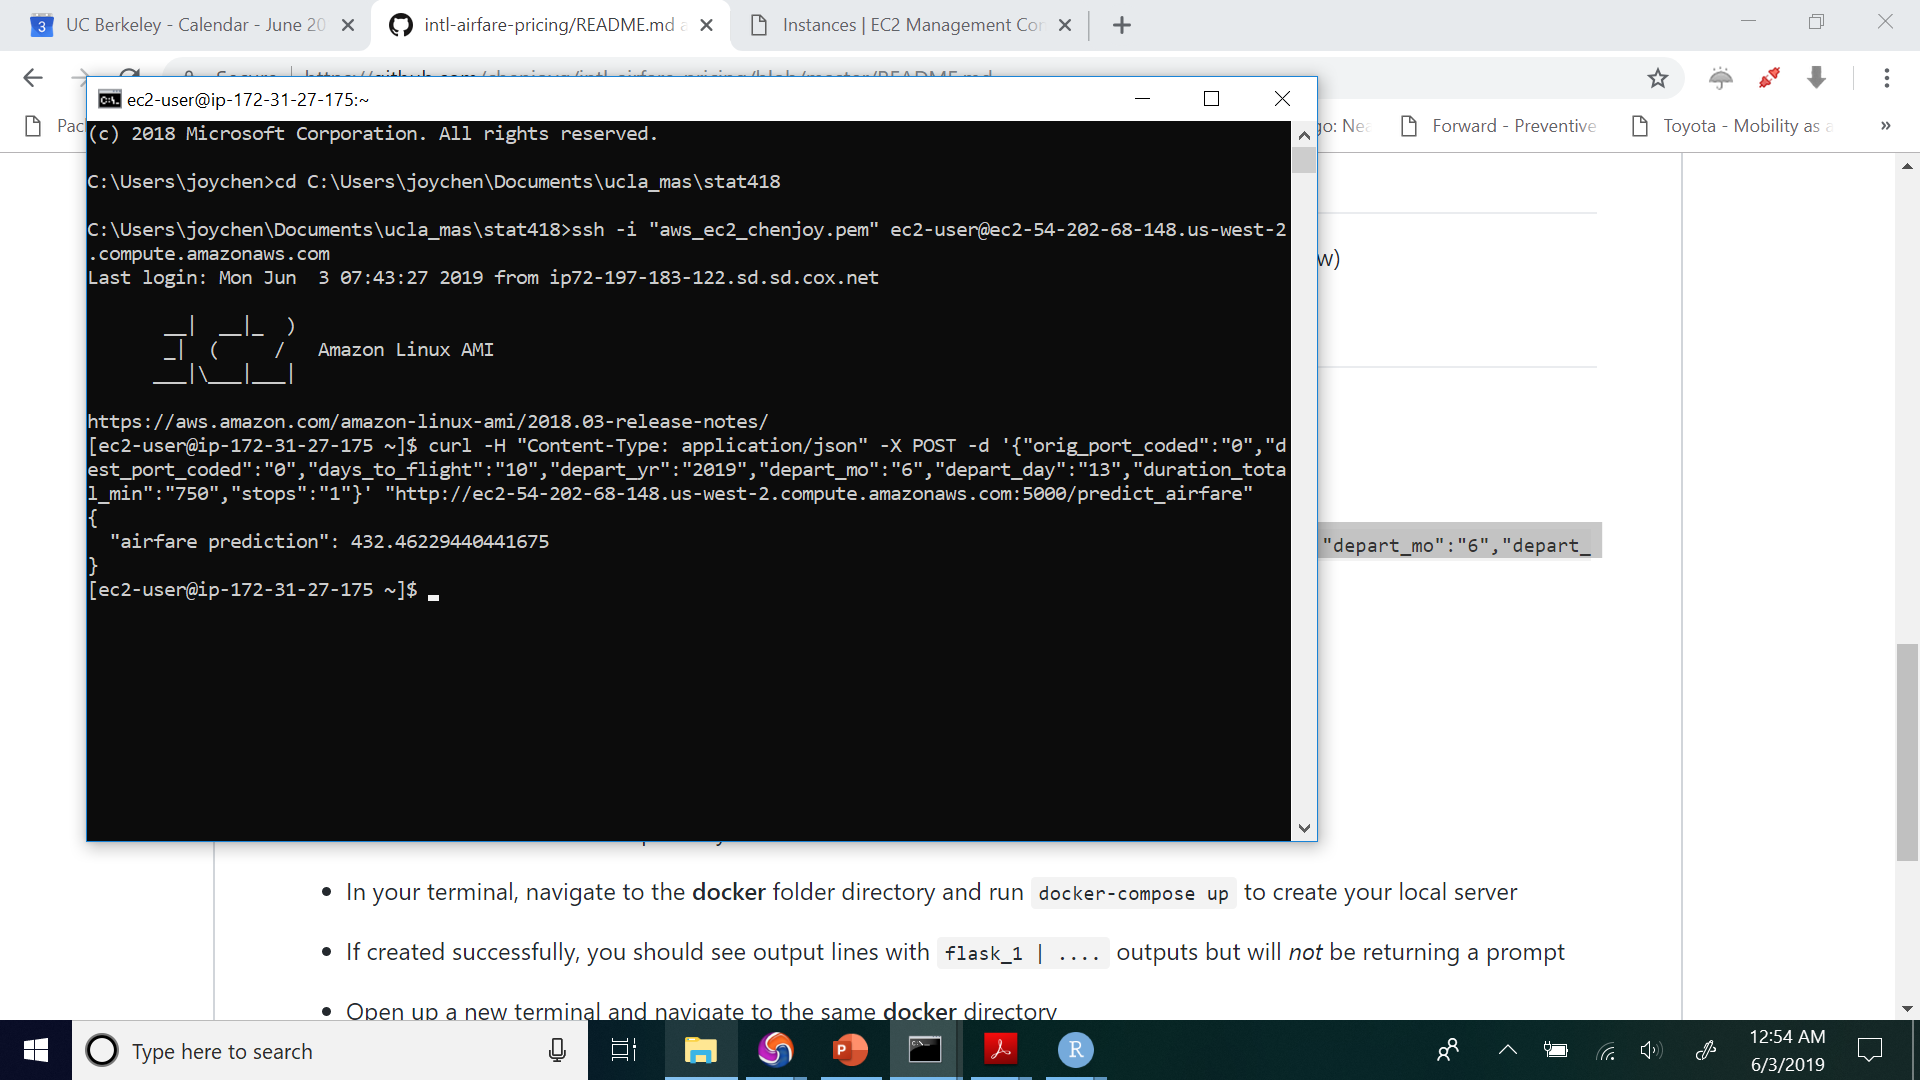 UC Berkeley - Calendar - June 20
intl-airfare-pricing/README.md a
Instances | EC2 Management Con
ec2-user@ip-172-31-27-175:~
Pac
go: Nea
Forward - Preventive
Toyota - Mobility as a
»
(c) 2018 Microsoft Corporation. All rights reserved.
C:\Users\joychen>cd C:\Users\joychen\Documents\ucla_mas\stat418
C:\Users\joychen\Documents\ucla_mas\stat418>ssh -i "aws_ec2_chenjoy.pem" ec2-user@ec2-54-202-68-148.us-west-2
.compute.amazonaws.com
Last login: Mon Jun  3 07:43:27 2019 from ip72-197-183-122.sd.sd.cox.net
w)
       __|  __|_  )
       _|  (     /   Amazon Linux AMI
      ___|\___|___|
https://aws.amazon.com/amazon-linux-ami/2018.03-release-notes/
[ec2-user@ip-172-31-27-175 ~]$ curl -H "Content-Type: application/json" -X POST -d '{"orig_port_coded":"0","d
est_port_coded":"0","days_to_flight":"10","depart_yr":"2019","depart_mo":"6","depart_day":"13","duration_tota
l_min":"750","stops":"1"}' "http://ec2-54-202-68-148.us-west-2.compute.amazonaws.com:5000/predict_airfare"
{
  "airfare prediction": 432.46229440441675
}
[ec2-user@ip-172-31-27-175 ~]$
"depart_mo":"6","depart_
In your terminal, navigate to the docker folder directory and run docker-compose up to create your local server
If created successfully, you should see output lines with flask_1 | .... outputs but will not be returning a prompt
Open up a new terminal and navigate to the same docker directory
Type here to search
12:54 AM
6/3/2019